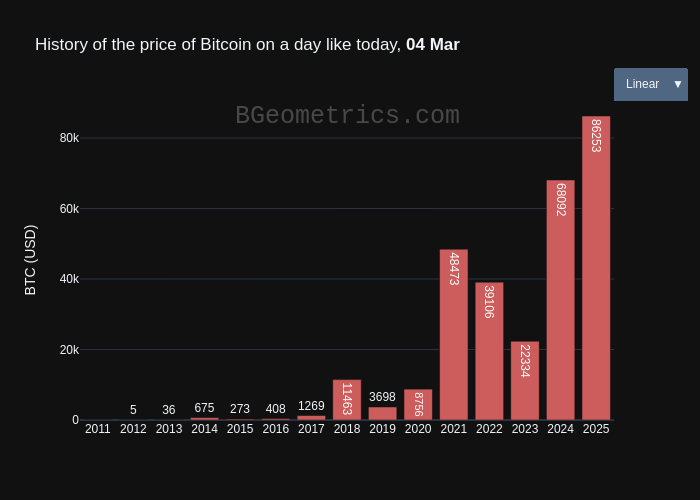 History of the price of Bitcoin on a day like today, 04 Mar
Linear ▼
BGeometrics.com
BTC (USD)
80k
60k
40k
20k
0
5
36
675
273
408
1269
11463
3698
8756
48473
39106
22334
68092
86253
2011 2012 2013 2014 2015 2016 2017 2018 2019 2020 2021 2022 2023 2024 2025